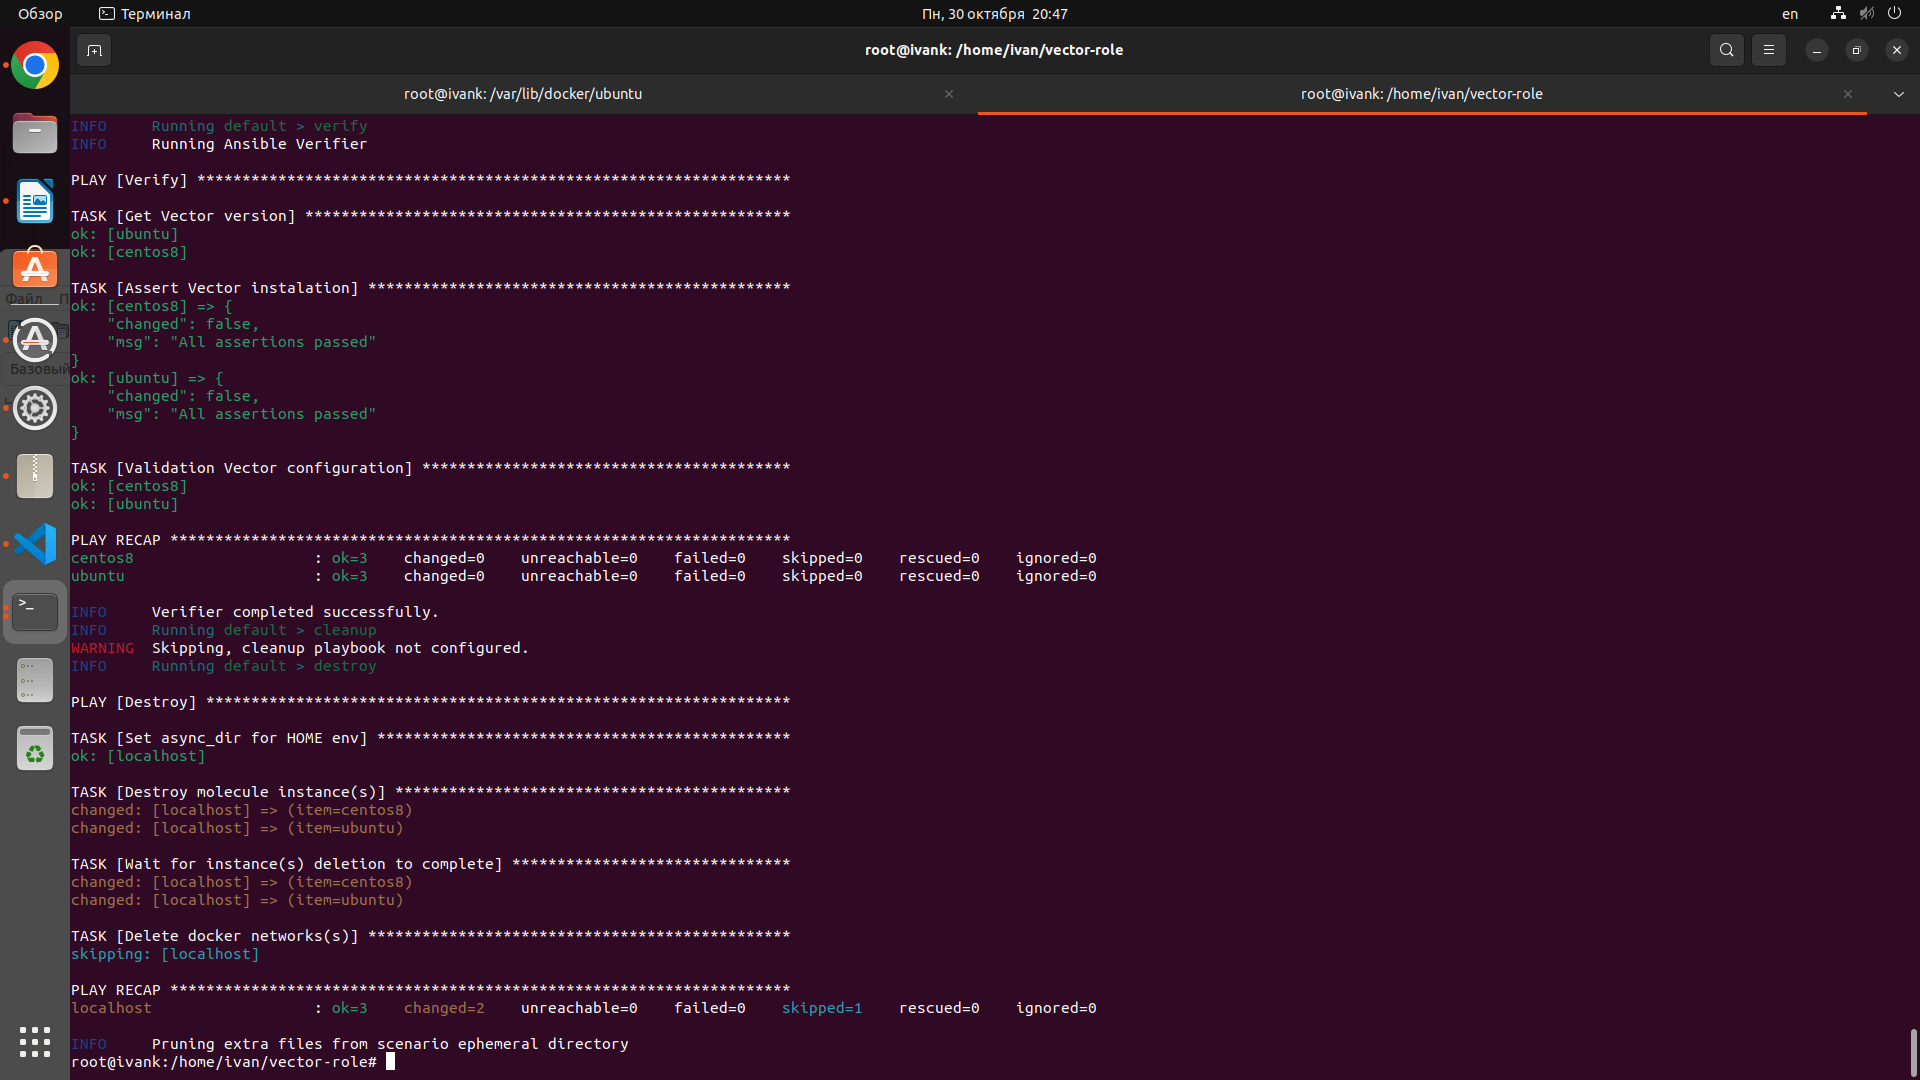 Обзор
Терминал
Пн, 30 октября 20:47
en
root@ivank: /home/ivan/vector-role
root@ivank: /var/lib/docker/ubuntu
root@ivank: /home/ivan/vector-role
Файл П
Базовый
INFO     Running default > verify
INFO     Running Ansible Verifier
PLAY [Verify] ******************************************************************
TASK [Get Vector version] ******************************************************
ok: [ubuntu]
ok: [centos8]
TASK [Assert Vector instalation] ***********************************************
ok: [centos8] => {
    "changed": false,
    "msg": "All assertions passed"
}
ok: [ubuntu] => {
    "changed": false,
    "msg": "All assertions passed"
}
TASK [Validation Vector configuration] *****************************************
ok: [centos8]
ok: [ubuntu]
PLAY RECAP *********************************************************************
centos8                    : ok=3    changed=0    unreachable=0    failed=0    skipped=0    rescued=0    ignored=0
ubuntu                     : ok=3    changed=0    unreachable=0    failed=0    skipped=0    rescued=0    ignored=0
INFO     Verifier completed successfully.
INFO     Running default > cleanup
WARNING  Skipping, cleanup playbook not configured.
INFO     Running default > destroy
PLAY [Destroy] *****************************************************************
TASK [Set async_dir for HOME env] **********************************************
ok: [localhost]
TASK [Destroy molecule instance(s)] ********************************************
changed: [localhost] => (item=centos8)
changed: [localhost] => (item=ubuntu)
TASK [Wait for instance(s) deletion to complete] *******************************
changed: [localhost] => (item=centos8)
changed: [localhost] => (item=ubuntu)
TASK [Delete docker networks(s)] ***********************************************
skipping: [localhost]
PLAY RECAP *********************************************************************
localhost                  : ok=3    changed=2    unreachable=0    failed=0    skipped=1    rescued=0    ignored=0
INFO     Pruning extra files from scenario ephemeral directory
root@ivank:/home/ivan/vector-role#